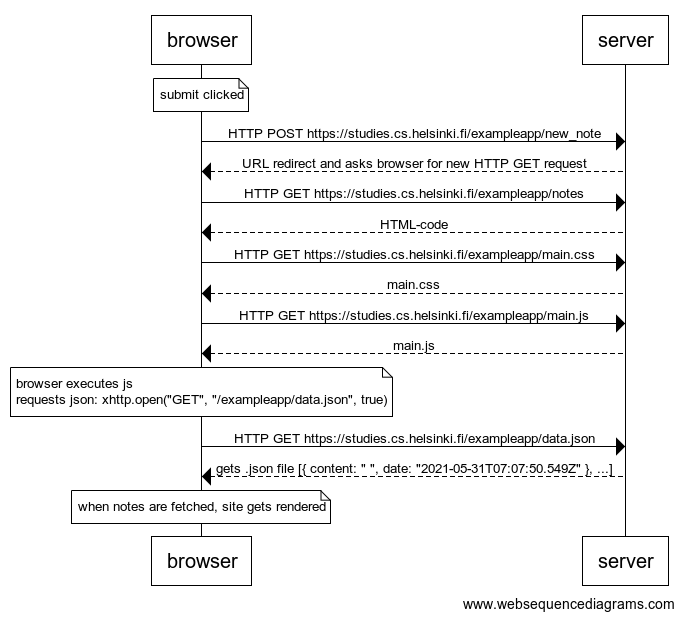 browser
server
submit clicked
HTTP POST https://studies.cs.helsinki.fi/exampleapp/new_note
URL redirect and asks browser for new HTTP GET request
HTTP GET https://studies.cs.helsinki.fi/exampleapp/notes
HTML-code
HTTP GET https://studies.cs.helsinki.fi/exampleapp/main.css
main.css
HTTP GET https://studies.cs.helsinki.fi/exampleapp/main.js
main.js
browser executes js
requests json: xhttp.open("GET", "/exampleapp/data.json", true)
HTTP GET https://studies.cs.helsinki.fi/exampleapp/data.json
gets .json file [{ content: " ", date: "2021-05-31T07:07:50.549Z" }, ...]
when notes are fetched, site gets rendered
browser
server
www.websequencediagrams.com